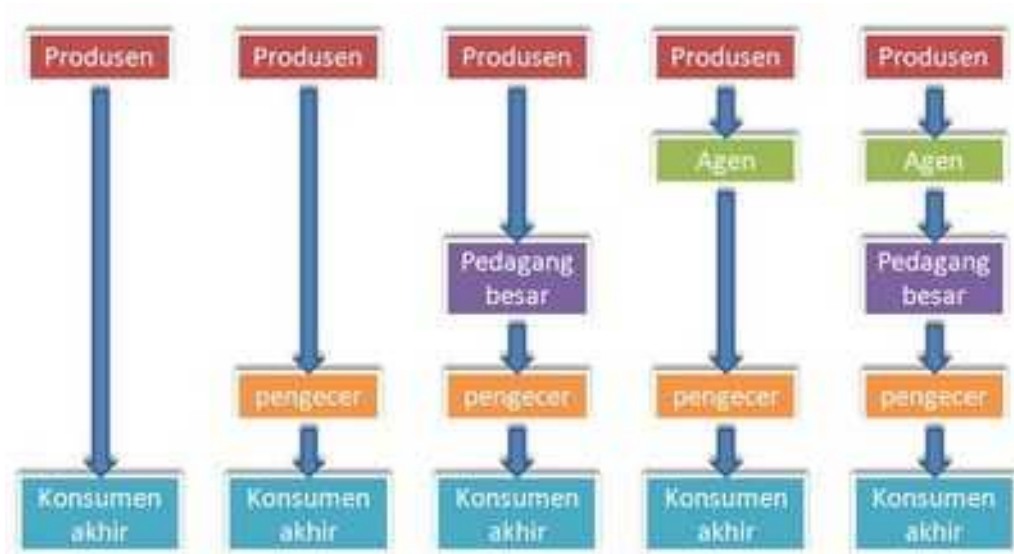 Produsen
Produsen
Produsen
Produsen
Produsen
Agen
Agen
Pedagang
besar
Pedagang
besar
pengecer
pengecer
pengecer
pengecer
Konsumen
akhir
Konsumen
akhir
Konsumen
akhir
Konsumen
akhir
Konsumen
akhir